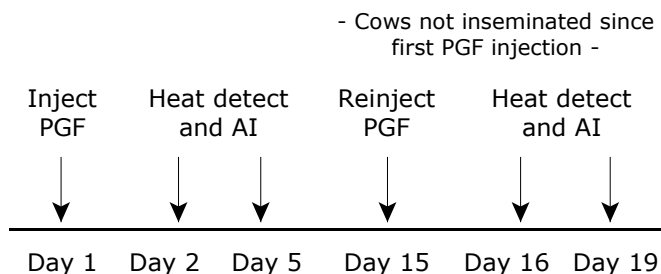 - Cows not inseminated since
first PGF injection -
Inject
PGF
Heat detect
and AI
Reinject
PGF
Heat detect
and AI
Day 1
Day 2
Day 5
Day 15
Day 16
Day 19